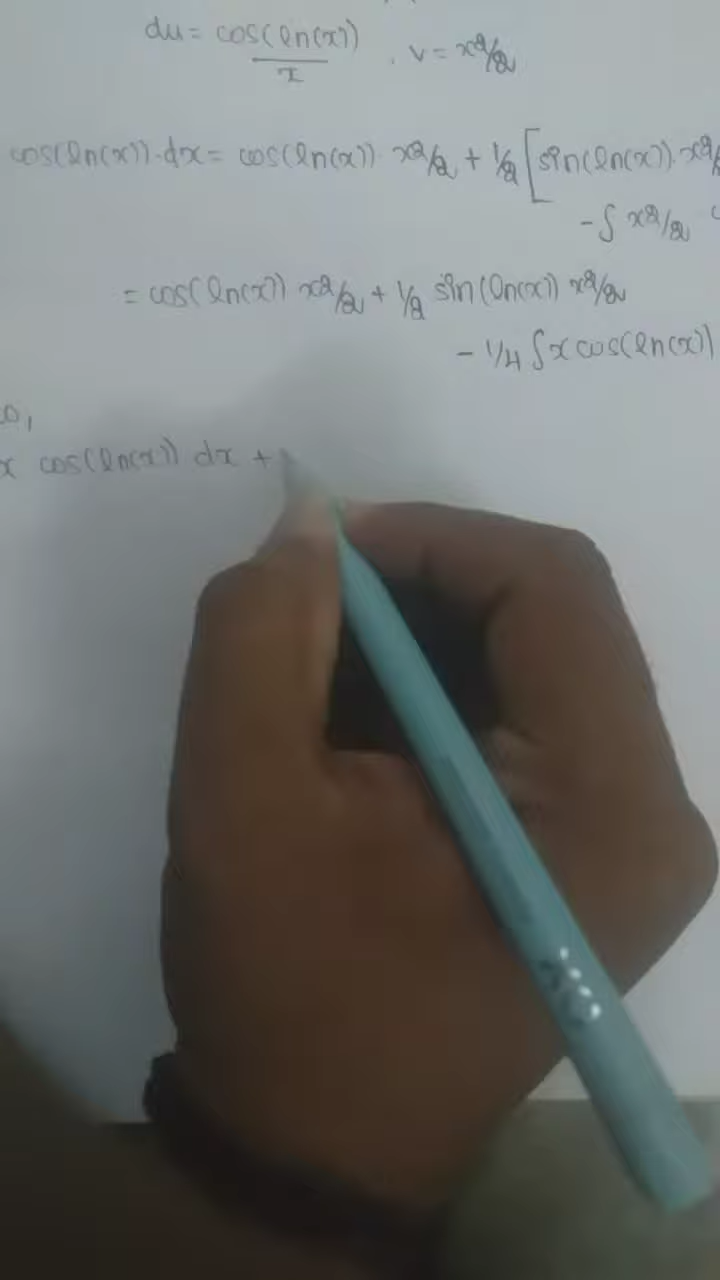 du = cos(ln(x))/x , v = x²/2
cos(ln(x)).dx = cos(ln(x)) x²/2 + 1/2 [sin(ln(x)).x²/
- ∫ x²/2
= cos(ln(x)) x²/2 + 1/2 sin(ln(x)) x²/2
- 1/4 ∫x cos(ln(x))
x cos(ln(x)) dx +